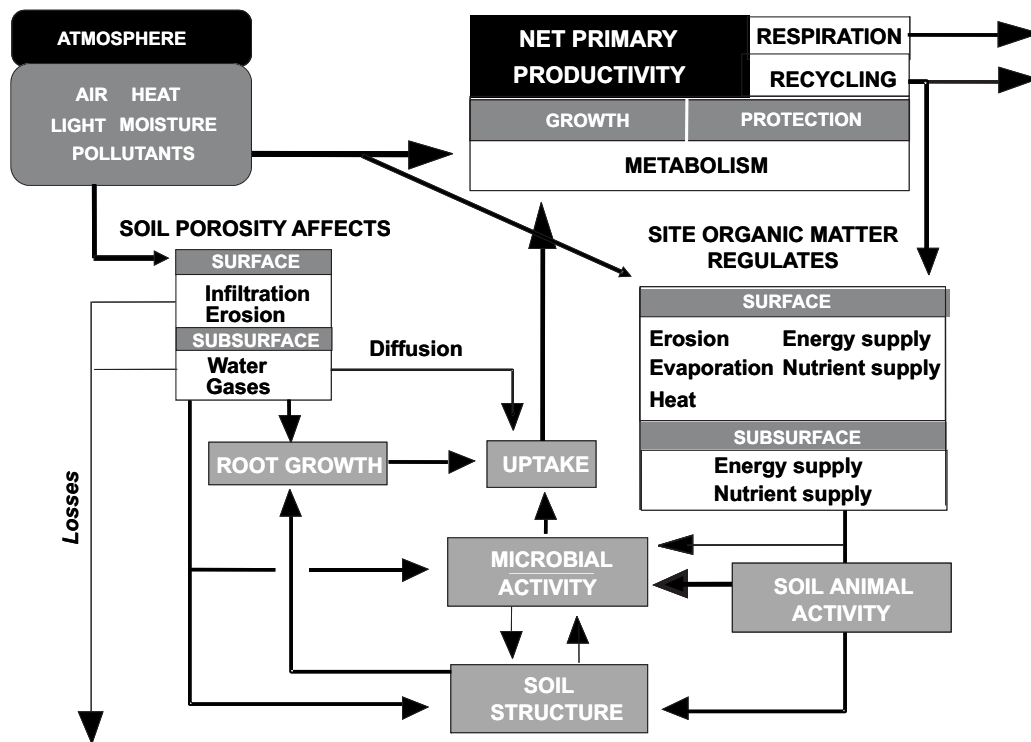 ATMOSPHERE
AIR HEAT
LIGHT MOISTURE
POLLUTANTS
NET PRIMARY
PRODUCTIVITY
RESPIRATION
RECYCLING
GROWTH
PROTECTION
METABOLISM
SOIL POROSITY AFFECTS
SURFACE
Infiltration
Erosion
SUBSURFACE
Water
Gases
Diffusion
SITE ORGANIC MATTER
REGULATES
SURFACE
Erosion Energy supply
Evaporation Nutrient supply
Heat
SUBSURFACE
Energy supply
Nutrient supply
ROOT GROWTH
UPTAKE
Losses
MICROBIAL
ACTIVITY
SOIL ANIMAL
ACTIVITY
SOIL
STRUCTURE